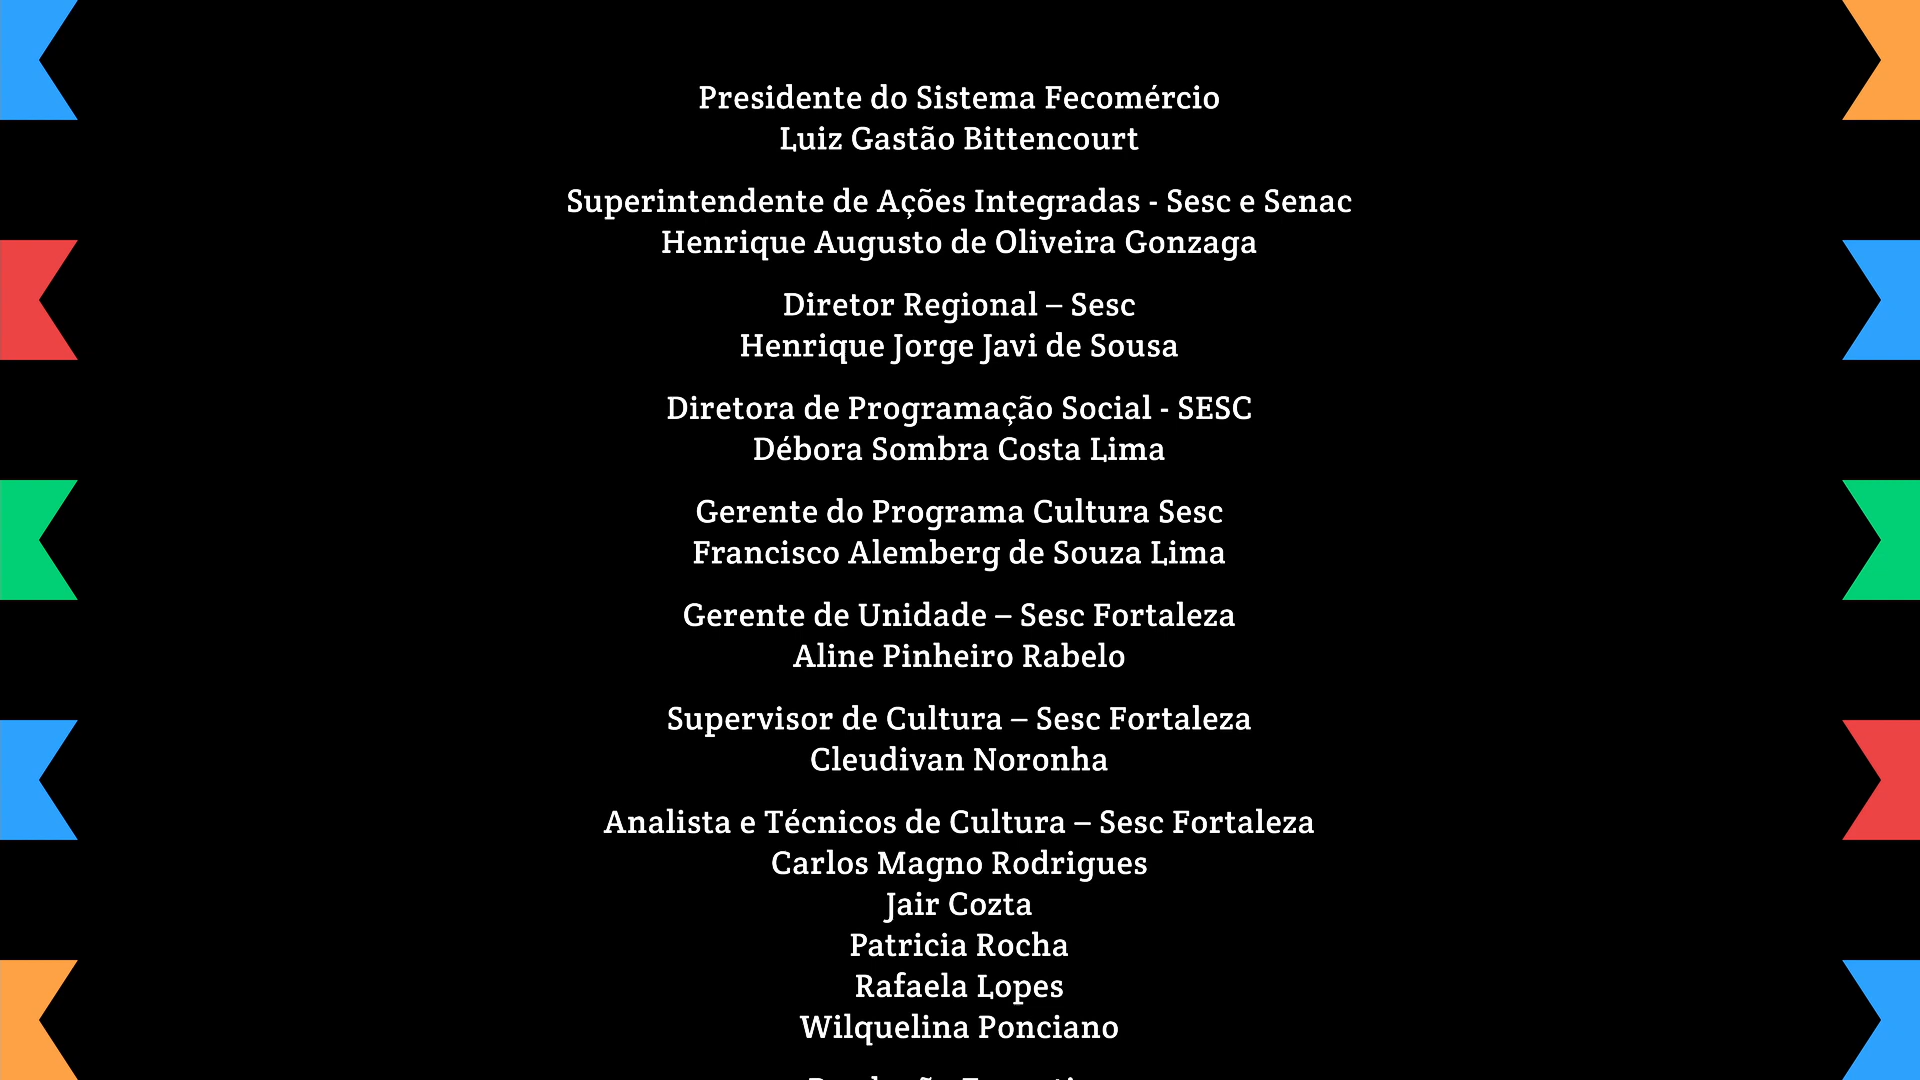 Presidente do Sistema Fecomércio
Luiz Gastão Bittencourt
Superintendente de Ações Integradas - Sesc e Senac
Henrique Augusto de Oliveira Gonzaga
Diretor Regional – Sesc
Henrique Jorge Javi de Sousa
Diretora de Programação Social - SESC
Débora Sombra Costa Lima
Gerente do Programa Cultura Sesc
Francisco Alemberg de Souza Lima
Gerente de Unidade – Sesc Fortaleza
Aline Pinheiro Rabelo
Supervisor de Cultura – Sesc Fortaleza
Cleudivan Noronha
Analista e Técnicos de Cultura – Sesc Fortaleza
Carlos Magno Rodrigues
Jair Cozta
Patricia Rocha
Rafaela Lopes
Wilquelina Ponciano